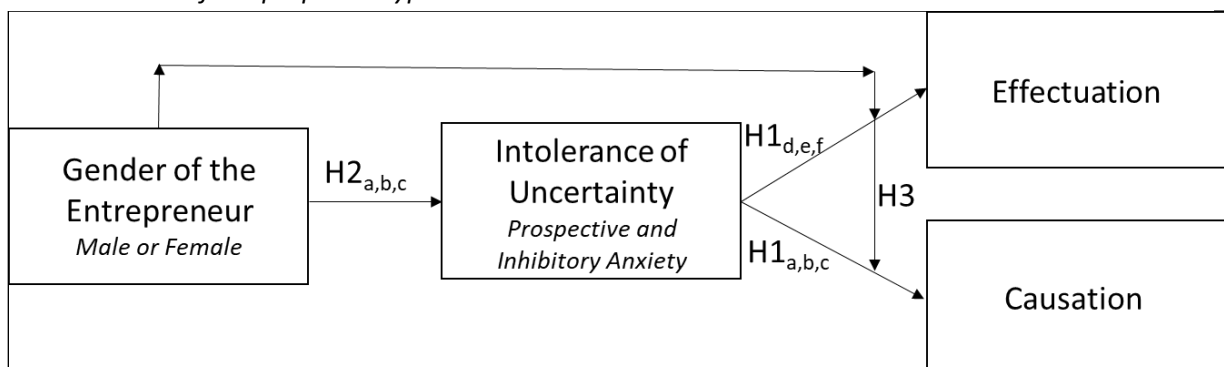 Gender of the
Entrepreneur
Male or Female
H2a,b,c
Intolerance of
Uncertainty
Prospective and
Inhibitory Anxiety
H1d,e,f
H1a,b,c
H3
Effectuation
Causation